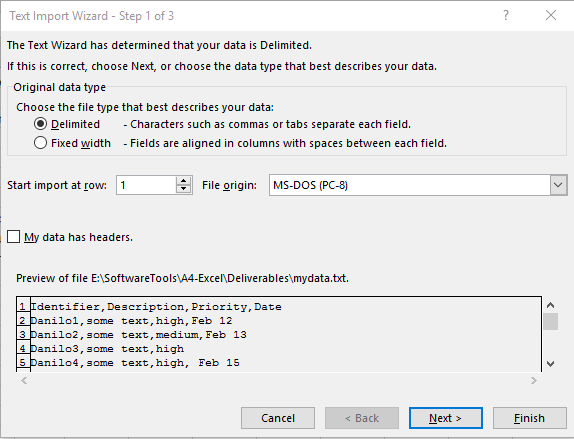 Text Import Wizard - Step 1 of 3
The Text Wizard has determined that your data is Delimited.
If this is correct, choose Next, or choose the data type that best describes your data.
Original data type
Choose the file type that best describes your data:
Delimited - Characters such as commas or tabs separate each field.
Fixed width - Fields are aligned in columns with spaces between each field.
Start import at row: 1 File origin: MS-DOS (PC-8)
My data has headers.
Preview of file E:\SoftwareTools\A4-Excel\Deliverables\mydata.txt.
1 Identifier,Description,Priority,Date
2 Danilo1,some text,high,Feb 12
3 Danilo2,some text,medium,Feb 13
4 Danilo3,some text,high
5 Danilo4,some text,high, Feb 15
Cancel < Back Next > Finish